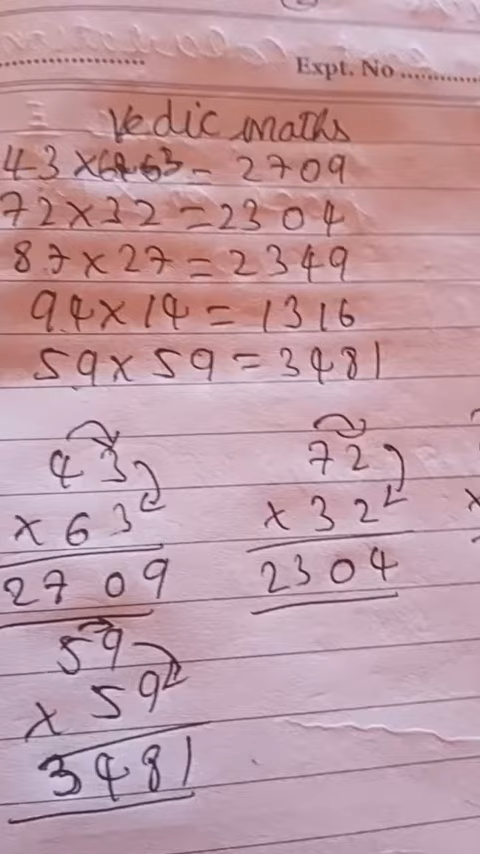 Expt. No ..........
Vedic maths
43 × 63 = 2709
72 × 32 = 2304
87 × 27 = 2349
94 × 14 = 1316
59 × 59 = 3481
43
× 63
2709
72
× 32
2304
59
× 59
3481